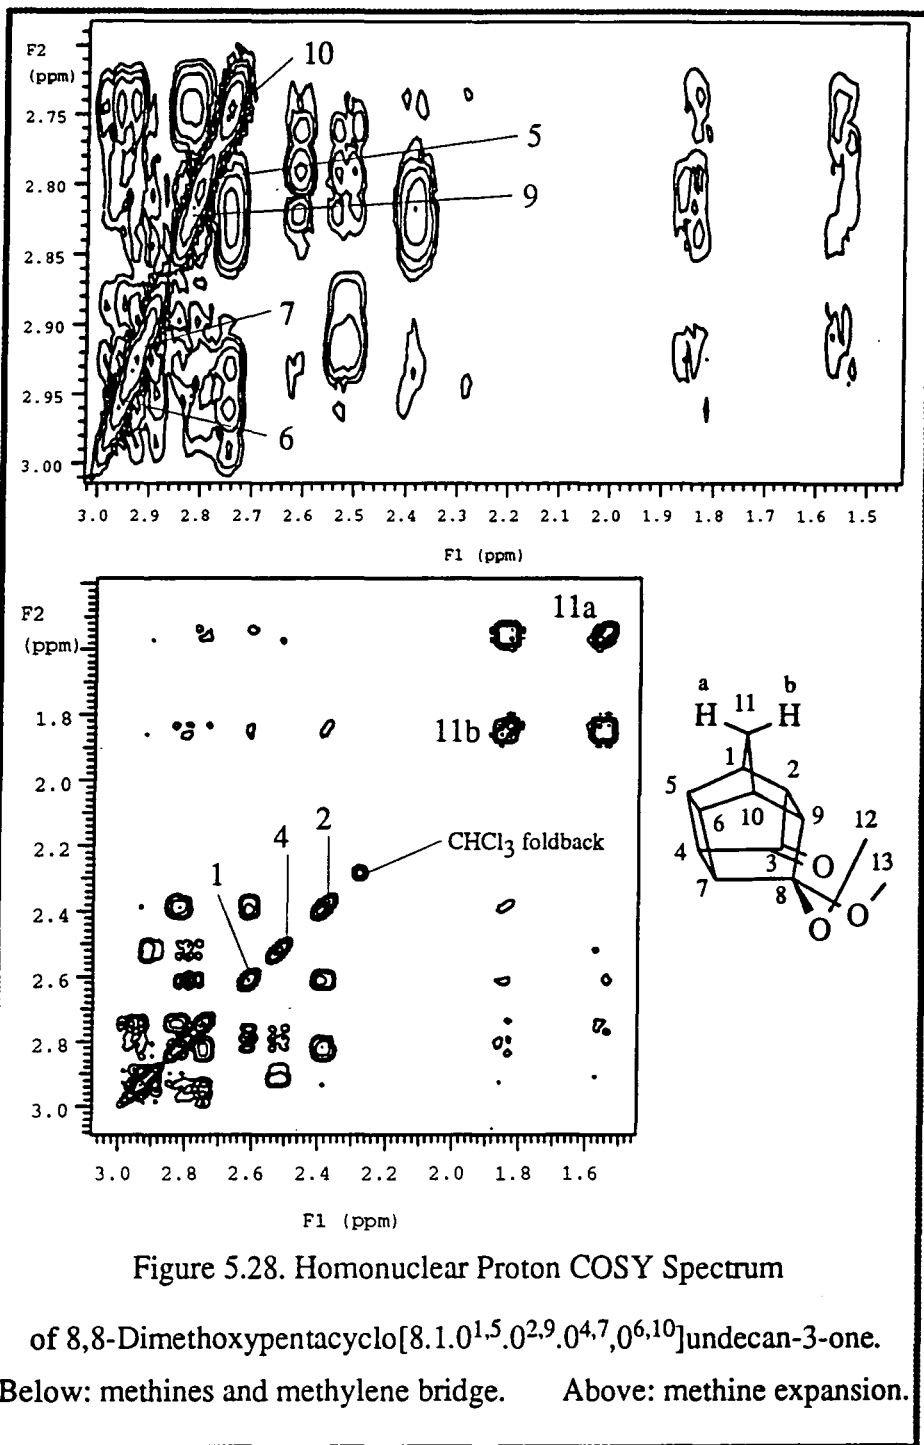 F2
(ppm)
10
2.75
5
2.80
9
2.85
2.90
7
2.95
6
3.00
3.0 2.9 2.8 2.7 2.6 2.5 2.4 2.3 2.2 2.1 2.0 1.9 1.8 1.7 1.6 1.5
F1 (ppm)
F2
(ppm)
11a
1.8
11b
2.0
2.2
2
4
CHCl3 foldback
1
2.4
2.6
2.8
3.0
3.0 2.8 2.6 2.4 2.2 2.0 1.8 1.6
F1 (ppm)
a
b
11
H
H
1
2
5
6
10
9
12
4
3
O
13
7
8
O
O
Figure 5.28. Homonuclear Proton COSY Spectrum
of 8,8-Dimethoxypentacyclo[8.1.0^1,5.0^2,9.0^4,7,0^6,10]undecan-3-one.
Below: methines and methylene bridge. Above: methine expansion.